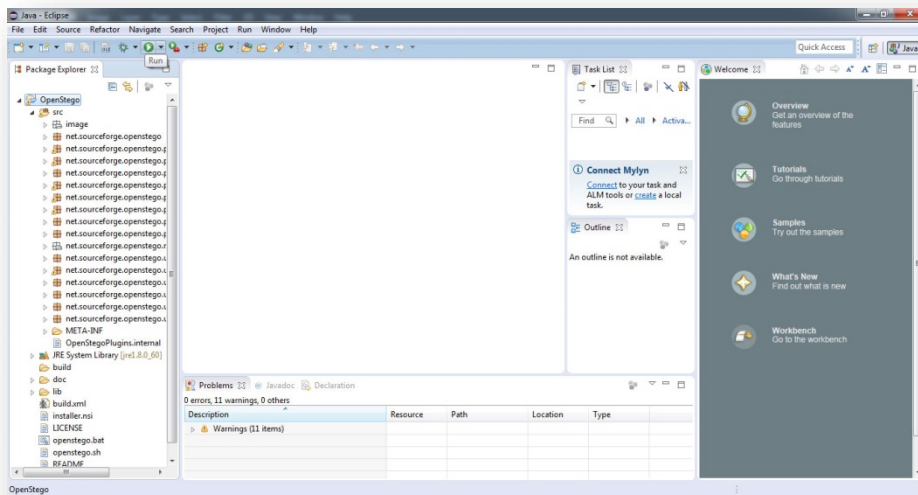 Java - Eclipse
File Edit Source Refactor Navigate Search Project Run Window Help
Quick Access
Java
Run
Package Explorer
OpenStego
src
image
net.sourceforge.openstego
net.sourceforge.openstego.p
net.sourceforge.openstego.p
net.sourceforge.openstego.p
net.sourceforge.openstego.p
net.sourceforge.openstego.p
net.sourceforge.openstego.p
net.sourceforge.openstego.p
net.sourceforge.openstego.p
net.sourceforge.openstego.r
net.sourceforge.openstego.u
net.sourceforge.openstego.u
net.sourceforge.openstego.u
net.sourceforge.openstego.u
net.sourceforge.openstego.u
net.sourceforge.openstego.u
META-INF
OpenStegoPlugins.internal
JRE System Library [jre1.8.0_60]
build
doc
lib
build.xml
installer.nsi
LICENSE
openstego.bat
openstego.sh
README
Task List
Find All Activa...
Connect Mylyn
Connect to your task and
ALM tools or create a local
task.
Outline
An outline is not available.
Welcome
Overview
Get an overview of the
features
Tutorials
Go through tutorials
Samples
Try out the samples
What's New
Find out what is new
Workbench
Go to the workbench
Problems Javadoc Declaration
0 errors, 11 warnings, 0 others
Description Resource Path Location Type
Warnings (11 items)
OpenStego